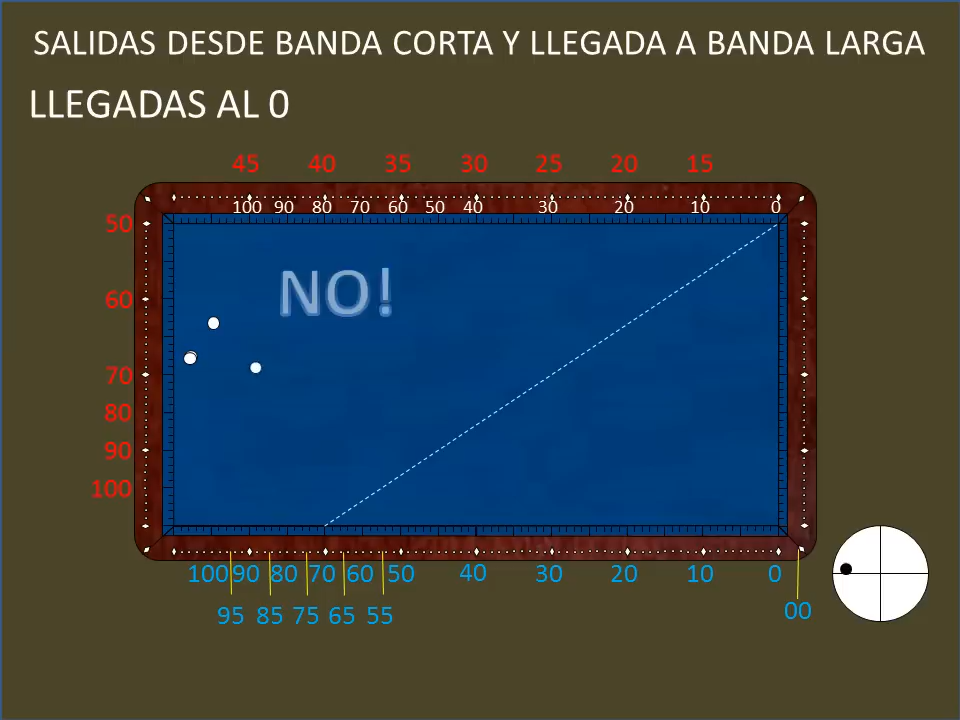 SALIDAS DESDE BANDA CORTA Y LLEGADA A BANDA LARGA
LLEGADAS AL 0
45 40 35 30 25 20 15
100 90 80 70 60 50 40 30 20 10 0
50
NO!
60
70
80
90
100
100 90 80 70 60 50 40 30 20 10 0
95 85 75 65 55 00